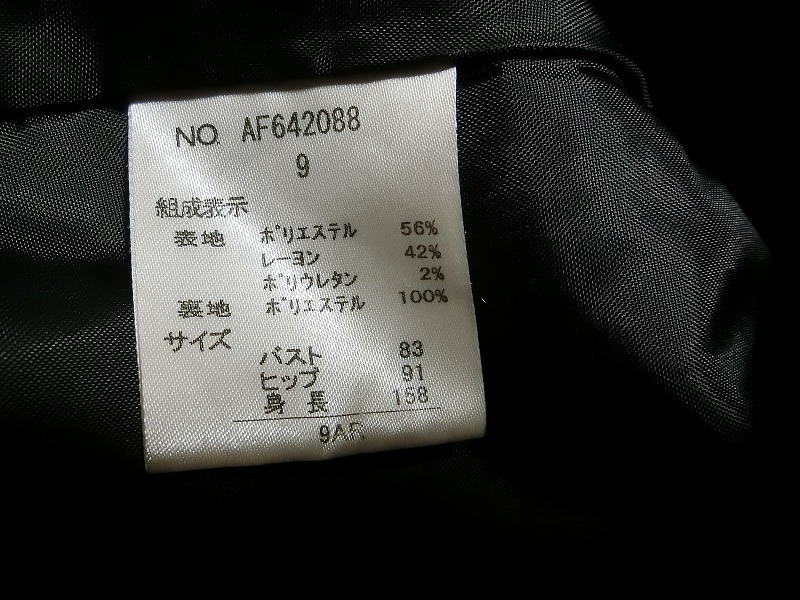 NO. AF642088
9
組成表示
表地 ポリエステル 56%
レーヨン 42%
ポリウレタン 2%
裏地 ポリエステル 100%
サイズ
バスト 83
ヒップ 91
身長 158
9AR